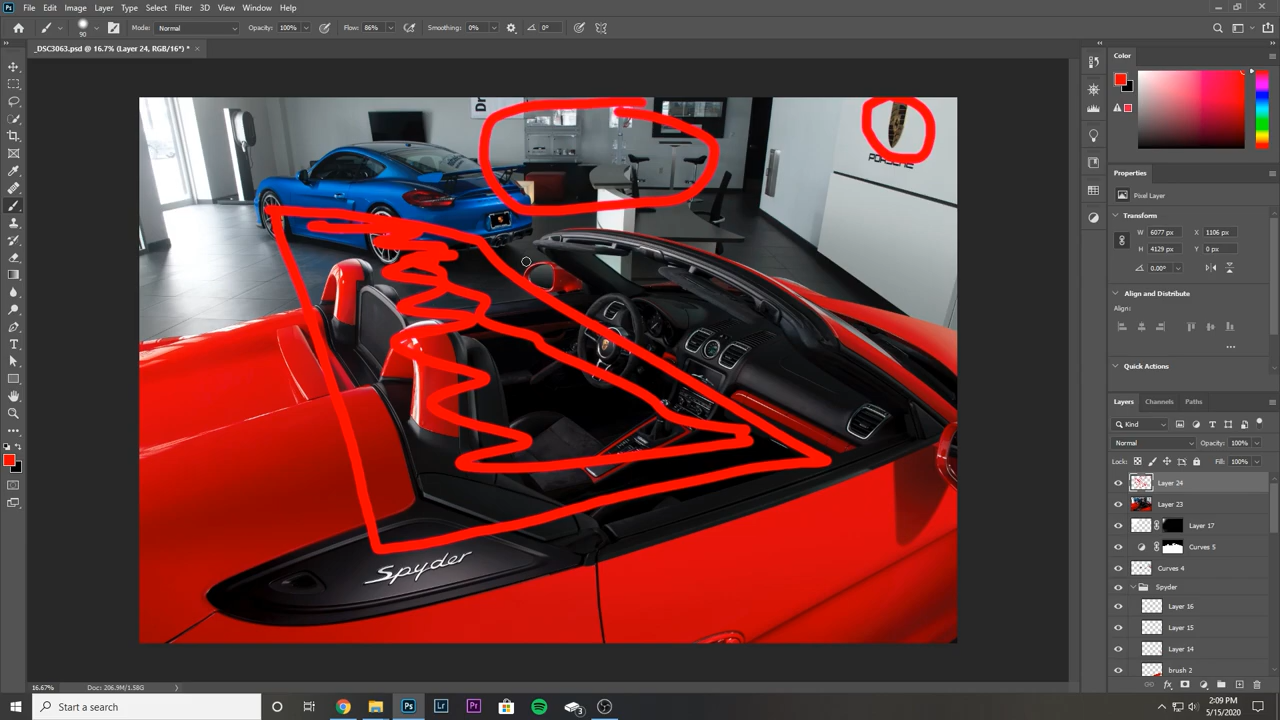 File Edit Image Layer Type Select Filter 3D View Window Help
90 Mode: Normal Opacity: 100% Flow: 86% Smoothing: 0% 0°
_DSC3063.psd @ 16.7% (Layer 24, RGB/16*) * ×
Color
Dr
PORSCHE
Properties
Pixel Layer
Transform
W 6077 px X 1106 px
H 4129 px Y 0 px
0.00°
Align and Distribute
Align:
Quick Actions
Layers Channels Paths
Kind
Normal Opacity: 100%
Lock: Fill: 100%
Layer 24
Layer 23
Layer 17
Curves 5
Curves 4
Spyder
Layer 16
Layer 15
Layer 14
brush 2
Spyder
16.67% Doc: 206.9M/1.58G
Start a search
2:09 PM
5/15/2020